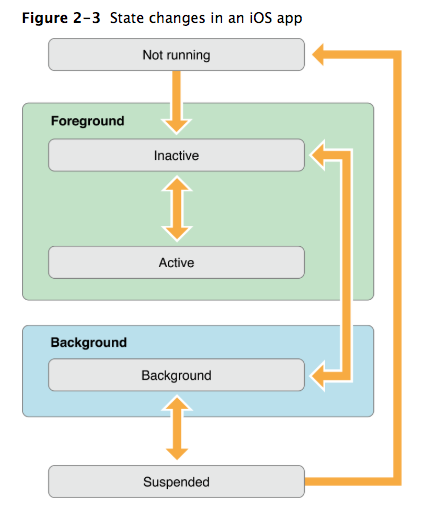 Figure 2-3 State changes in an iOS app
Not running
Foreground
Inactive
Active
Background
Background
Suspended